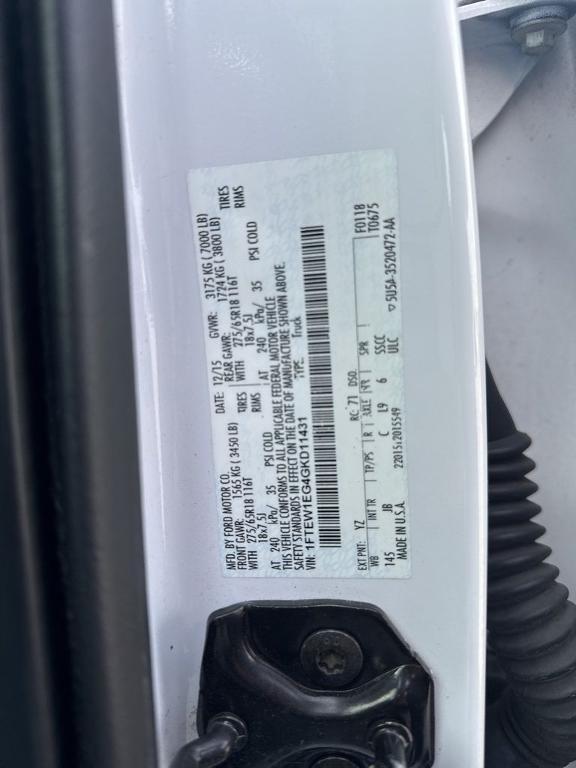 MFD. BY FORD MOTOR CO. DATE: 12/15 GVWR: 3175 KG ( 7000 LB)
FRONT GAWR: 1565 KG ( 3450 LB) REAR GAWR: 1724 KG ( 3800 LB)
WITH 275/65R18 116T TIRES WITH 275/65R18 116T TIRES
18x7.5J RIMS 18x7.5J RIMS
AT 240 kPa/ 35 PSI COLD AT 240 kPa/ 35 PSI COLD
THIS VEHICLE CONFORMS TO ALL APPLICABLE FEDERAL MOTOR VEHICLE
SAFETY STANDARDS IN EFFECT ON THE DATE OF MANUFACTURE SHOWN ABOVE.
VIN: 1FTEW1EG4GKD11431 TYPE: Truck
F0118
T0675
EXT PNT: YZ RC: 71 DSO:
WB INT TR TP/PS R AXLE TR SPR
145 JB C L9 6 SSCC
MADE IN U.S.A. 22015x2015549 ULC
5U5A-3520472-AA